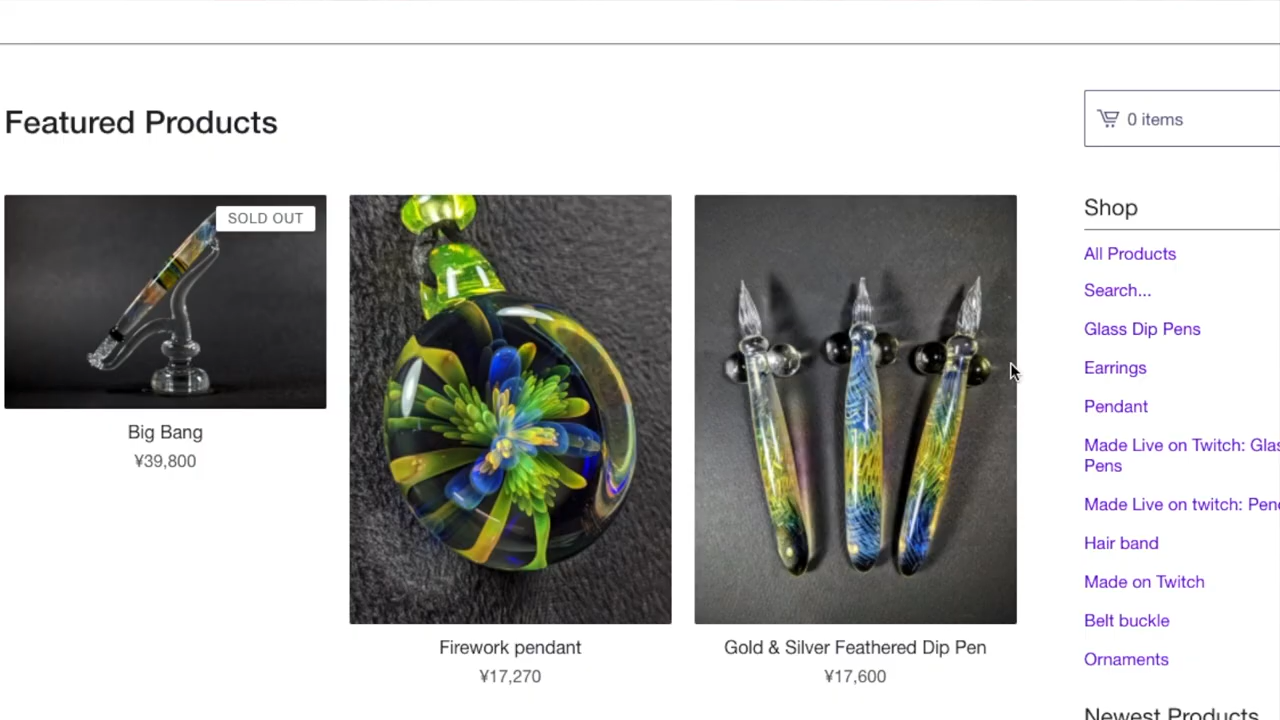 Featured Products
0 items
SOLD OUT
Big Bang
¥39,800
Firework pendant
¥17,270
Gold & Silver Feathered Dip Pen
¥17,600
Shop
All Products
Search...
Glass Dip Pens
Earrings
Pendant
Made Live on Twitch: Glas
Pens
Made Live on twitch: Pen
Hair band
Made on Twitch
Belt buckle
Ornaments
Newest Products